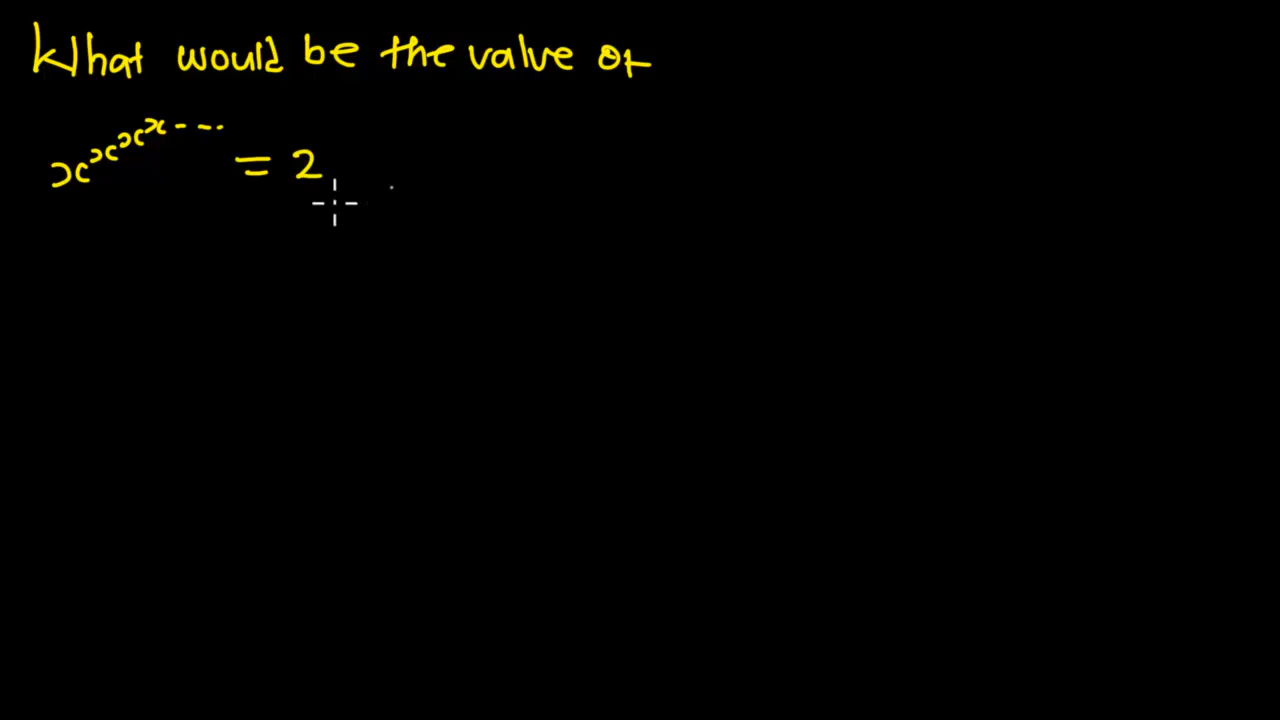 What would be the value of
x^x^x^x - - -. = 2